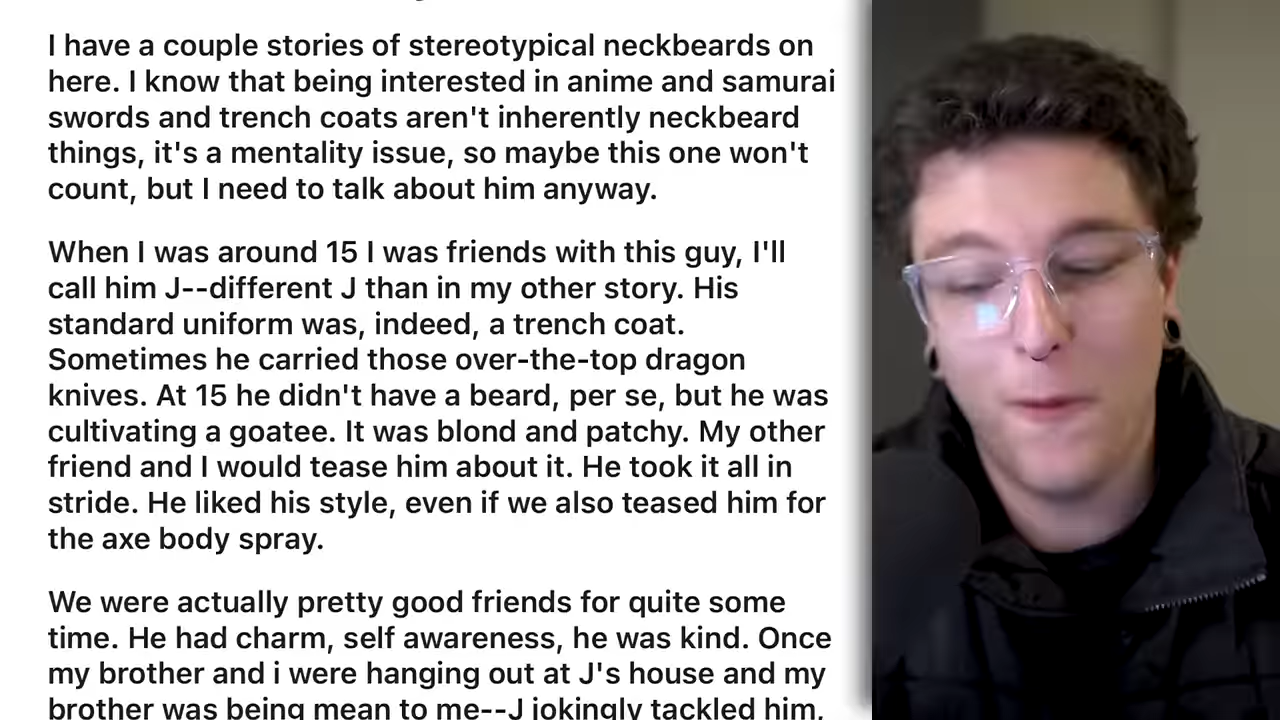 I have a couple stories of stereotypical neckbeards on
here. I know that being interested in anime and samurai
swords and trench coats aren't inherently neckbeard
things, it's a mentality issue, so maybe this one won't
count, but I need to talk about him anyway.
When I was around 15 I was friends with this guy, I'll
call him J--different J than in my other story. His
standard uniform was, indeed, a trench coat.
Sometimes he carried those over-the-top dragon
knives. At 15 he didn't have a beard, per se, but he was
cultivating a goatee. It was blond and patchy. My other
friend and I would tease him about it. He took it all in
stride. He liked his style, even if we also teased him for
the axe body spray.
We were actually pretty good friends for quite some
time. He had charm, self awareness, he was kind. Once
my brother and i were hanging out at J's house and my
brother was being mean to me--J jokingly tackled him,